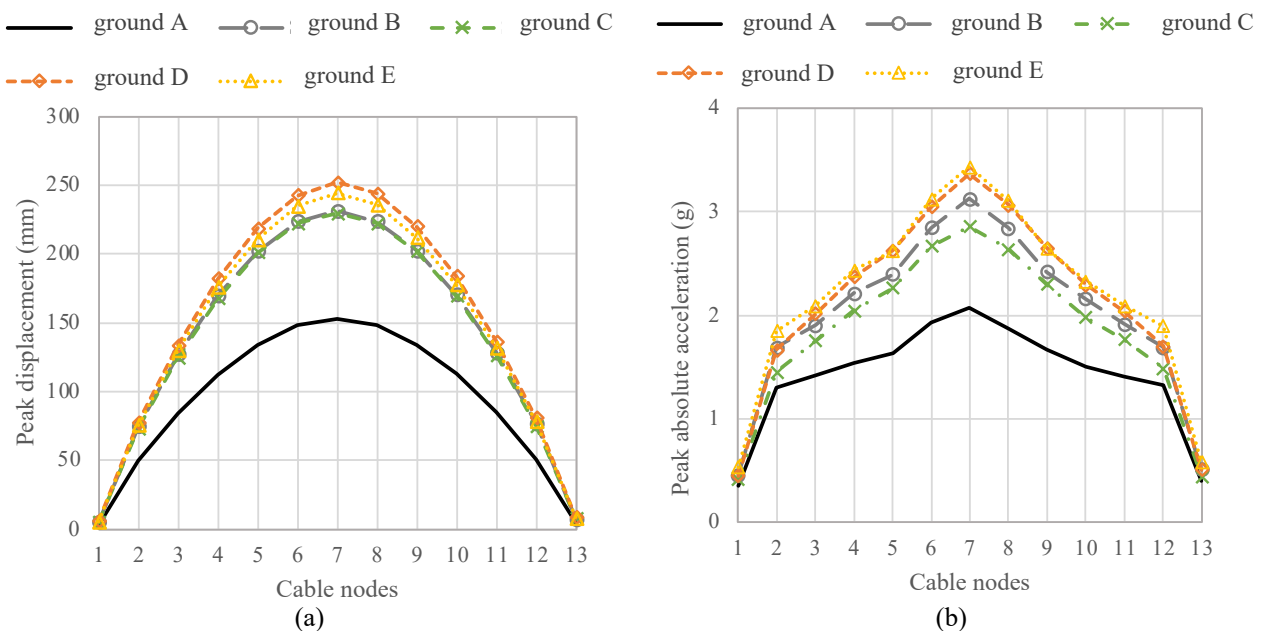 ground A ground B ground C
ground D ground E
300
250
200
150
100
50
0
Peak displacement (mm)
1 2 3 4 5 6 7 8 9 10 11 12 13
Cable nodes
(a)
ground A ground B ground C
ground D ground E
4
3
2
1
0
Peak absolute acceleration (g)
1 2 3 4 5 6 7 8 9 10 11 12 13
Cable nodes
(b)